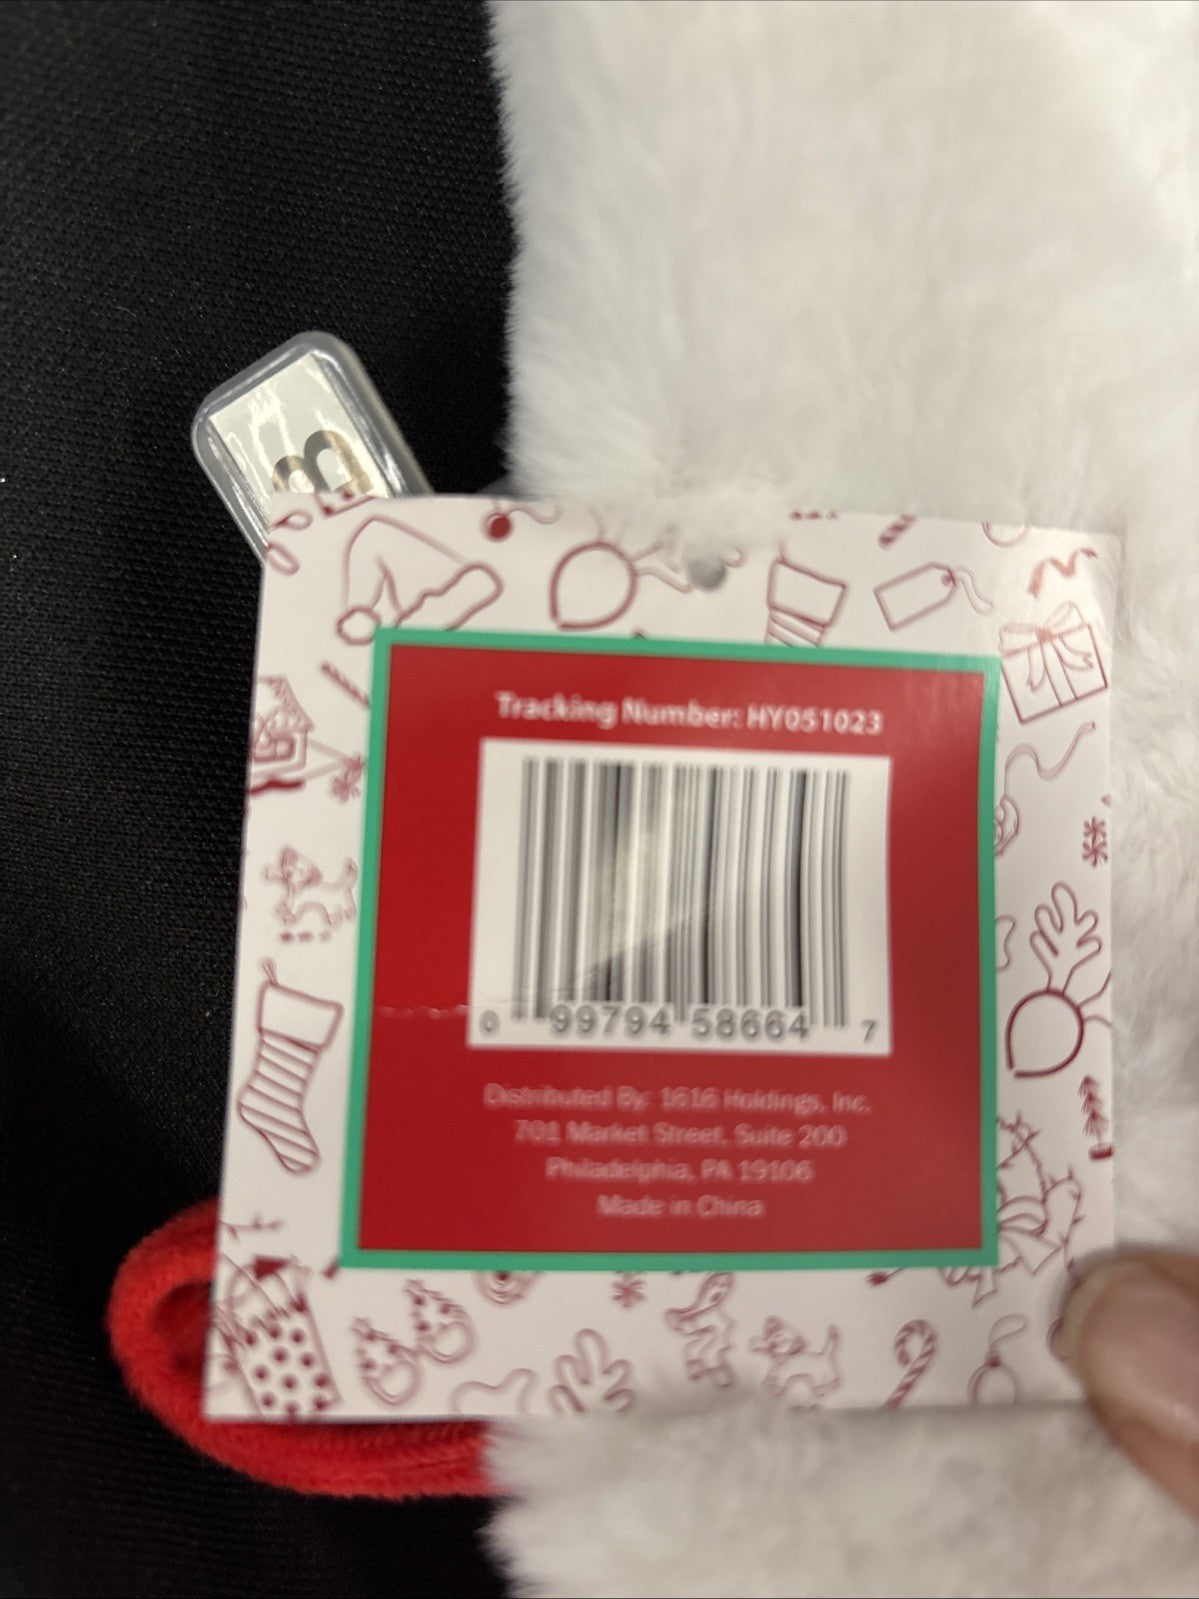 B
Tracking Number: HY051023
0 99794 58664 7
Distributed By: 1616 Holdings, Inc.
701 Market Street, Suite 200
Philadelphia, PA 19106
Made in China